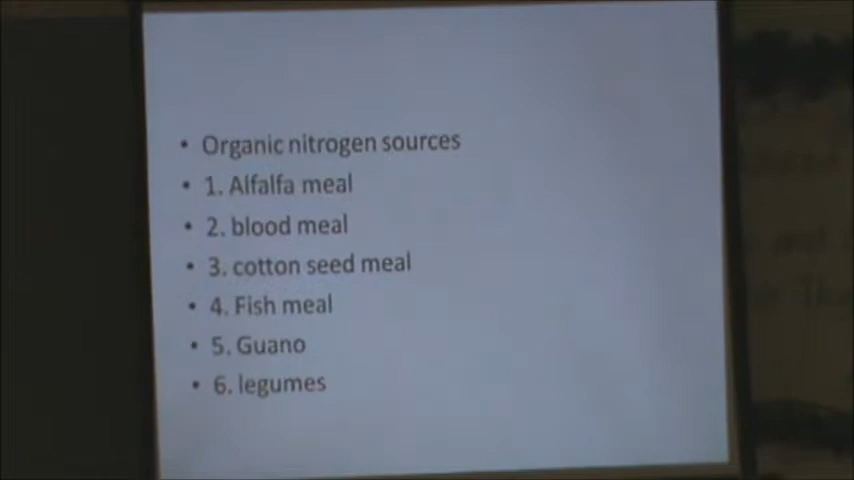 • Organic nitrogen sources
• 1. Alfalfa meal
• 2. blood meal
• 3. cotton seed meal
• 4. Fish meal
• 5. Guano
• 6. legumes